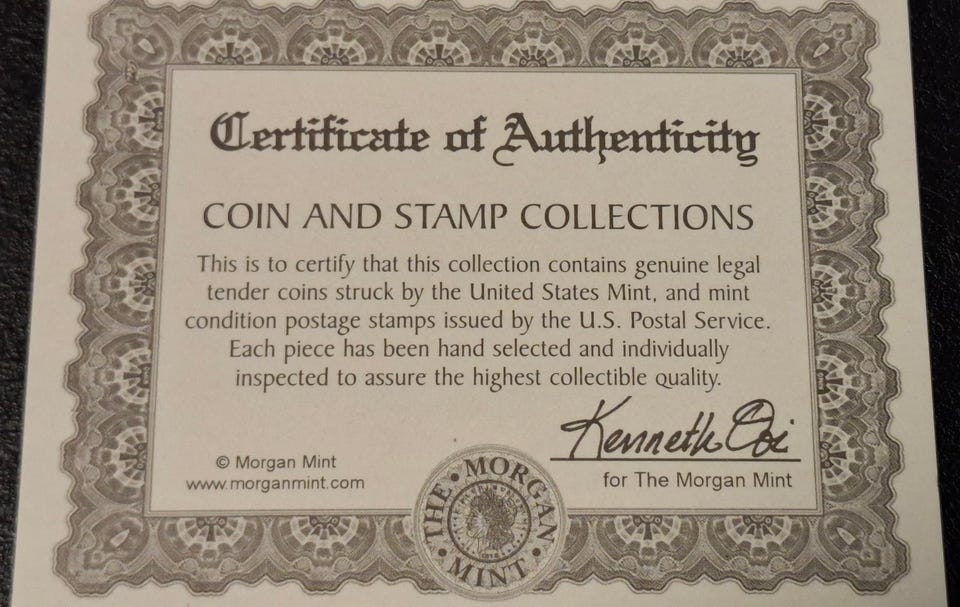 Certificate of Authenticity
COIN AND STAMP COLLECTIONS
This is to certify that this collection contains genuine legal
tender coins struck by the United States Mint, and mint
condition postage stamps issued by the U.S. Postal Service.
Each piece has been hand selected and individually
inspected to assure the highest collectible quality.
© Morgan Mint
www.morganmint.com
THE MORGAN MINT
Kenneth
for The Morgan Mint